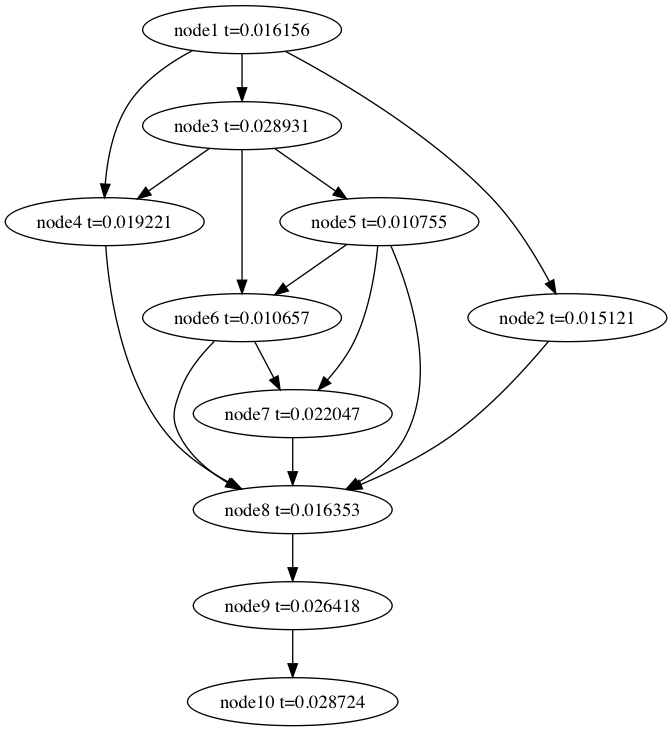 node1 t=0.016156
node3 t=0.028931
node4 t=0.019221
node5 t=0.010755
node6 t=0.010657
node2 t=0.015121
node7 t=0.022047
node8 t=0.016353
node9 t=0.026418
node10 t=0.028724